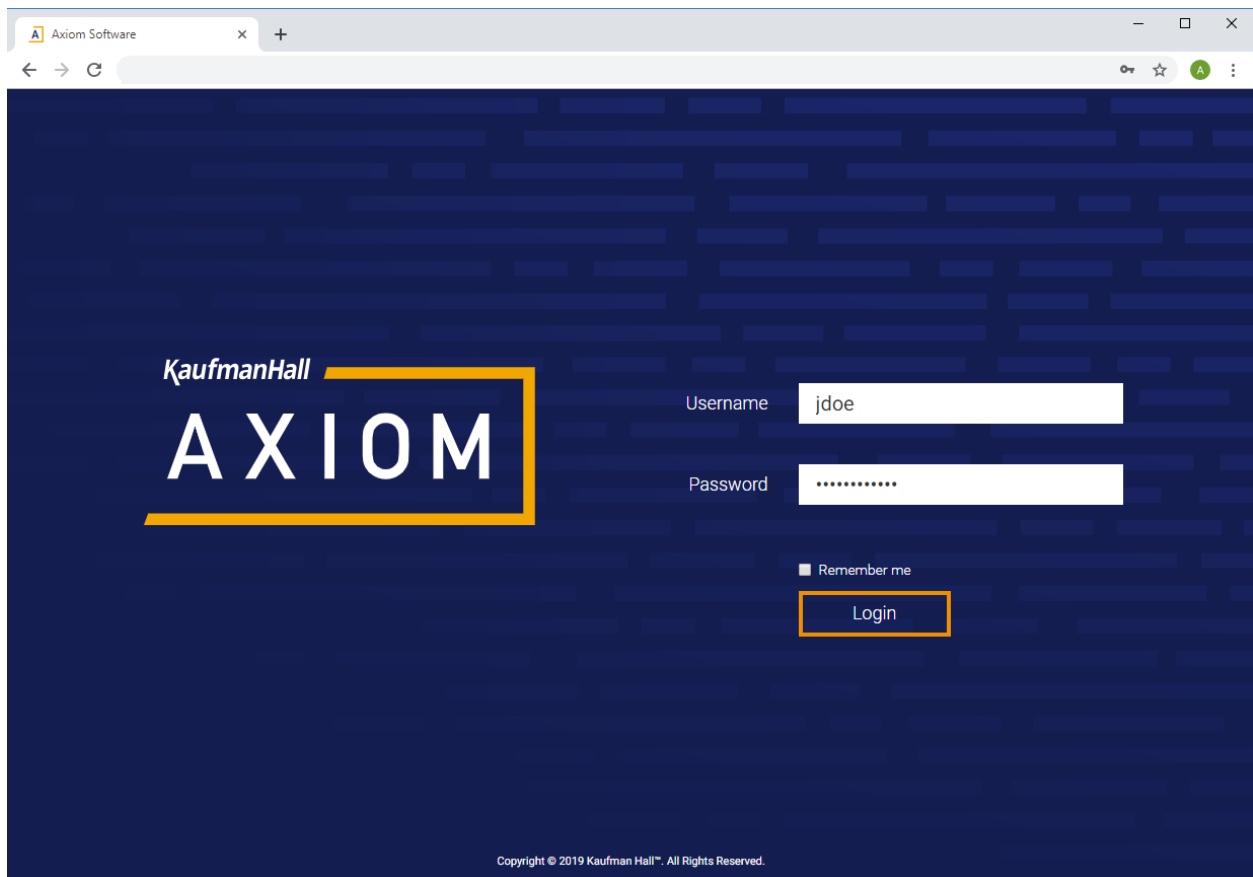 Axiom Software
A
KaufmanHall
AXIOM
Username jdoe
Password ••••••••••••
Remember me
Login
Copyright © 2019 Kaufman Hall™. All Rights Reserved.